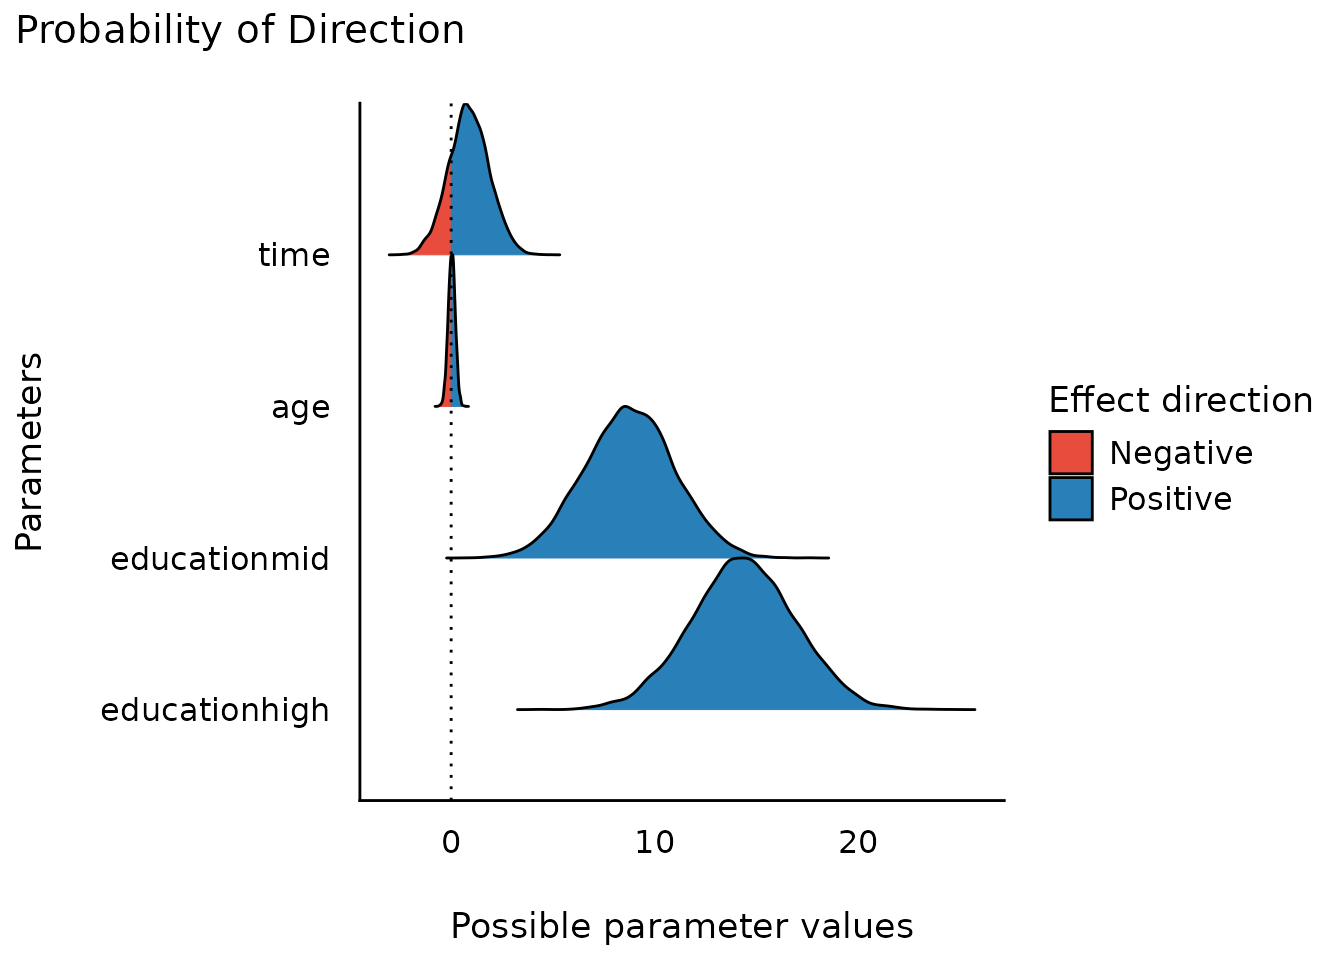 Probability of Direction
Parameters
time
age
educationmid
educationhigh
0 10 20
Possible parameter values
Effect direction
Negative
Positive